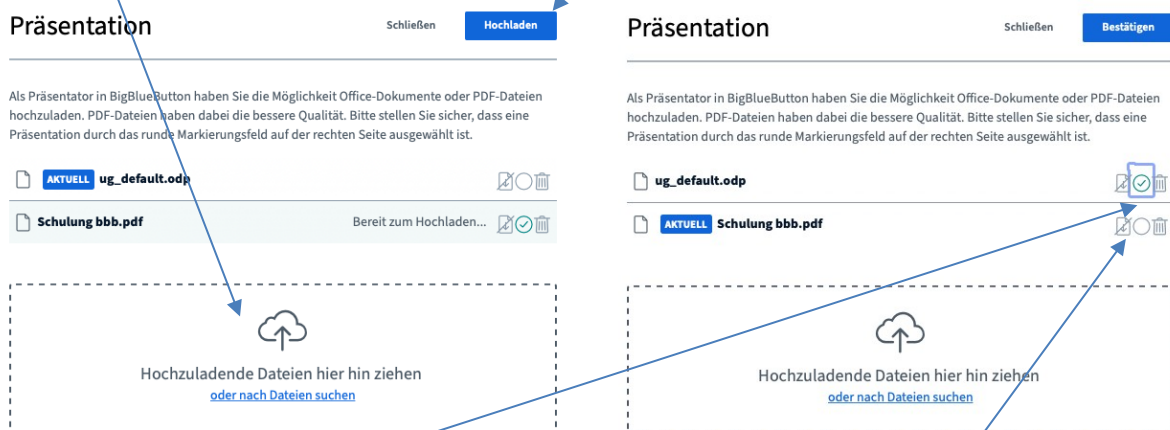 Präsentation
Schließen
Hochladen
Als Präsentator in BigBlueButton haben Sie die Möglichkeit Office-Dokumente oder PDF-Dateien
hochzuladen. PDF-Dateien haben dabei die bessere Qualität. Bitte stellen Sie sicher, dass eine
Präsentation durch das runde Markierungsfeld auf der rechten Seite ausgewählt ist.
AKTUELL ug_default.odp
Schulung bbb.pdf
Bereit zum Hochladen...
Hochzuladende Dateien hier hin ziehen
oder nach Dateien suchen
Präsentation
Schließen
Bestätigen
Als Präsentator in BigBlueButton haben Sie die Möglichkeit Office-Dokumente oder PDF-Dateien
hochzuladen. PDF-Dateien haben dabei die bessere Qualität. Bitte stellen Sie sicher, dass eine
Präsentation durch das runde Markierungsfeld auf der rechten Seite ausgewählt ist.
ug_default.odp
AKTUELL Schulung bbb.pdf
Hochzuladende Dateien hier hin ziehen
oder nach Dateien suchen